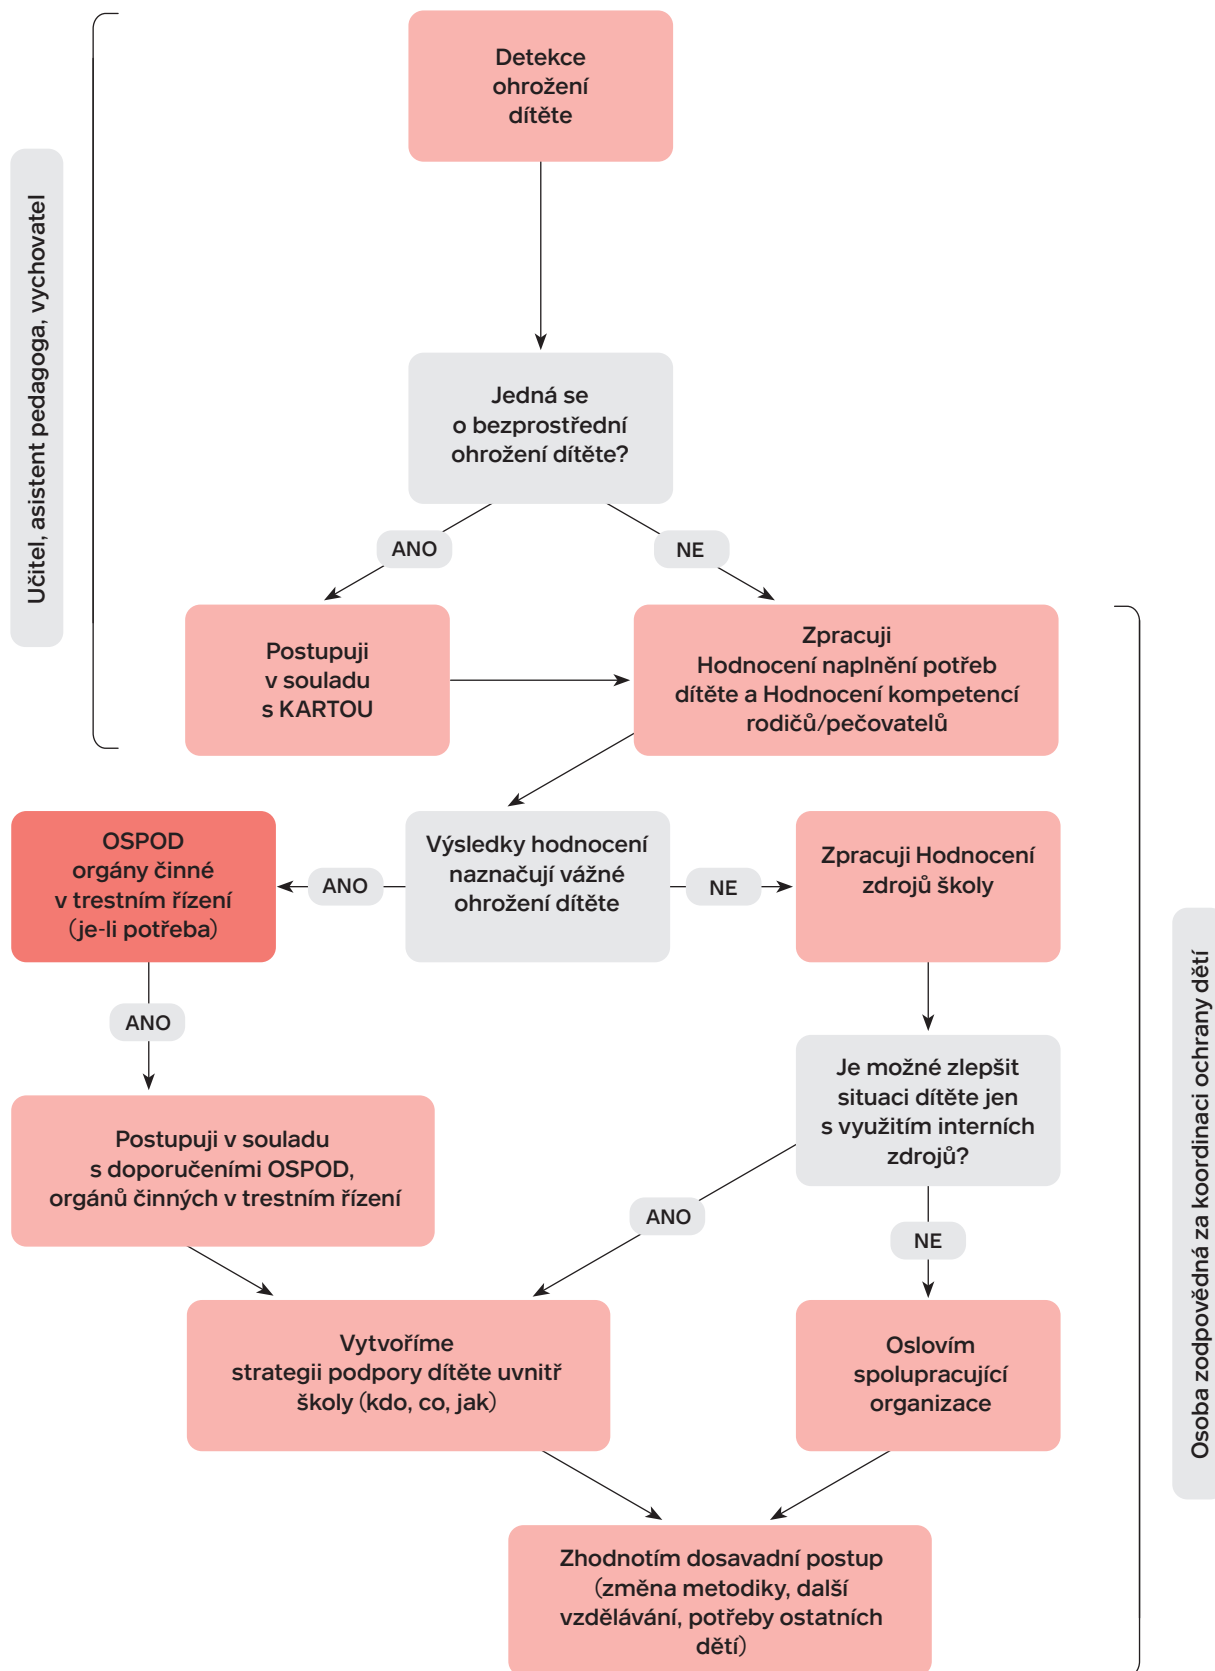 Detekce
ohrožení
dítěte
Učitel, asistent pedagoga, vychovatel
Jedná se
o bezprostřední
ohrožení dítěte?
ANO
NE
Postupuji
v souladu
s KARTOU
Zpracuji
Hodnocení naplnění potřeb
dítěte a Hodnocení kompetencí
rodičů/pečovatelů
OSPOD
orgány činné
v trestním řízení
(je-li potřeba)
ANO
Výsledky hodnocení
naznačují vážné
ohrožení dítěte
NE
Zpracuji Hodnocení
zdrojů školy
Osoba zodpovědná za koordinaci ochrany dětí
ANO
Je možné zlepšit
situaci dítěte jen
s využitím interních
zdrojů?
Postupuji v souladu
s doporučeními OSPOD,
orgánů činných v trestním řízení
ANO
NE
Vytvoříme
strategii podpory dítěte uvnitř
školy (kdo, co, jak)
Oslovím
spolupracující
organizace
Zhodnotím dosavadní postup
(změna metodiky, další
vzdělávání, potřeby ostatních
dětí)